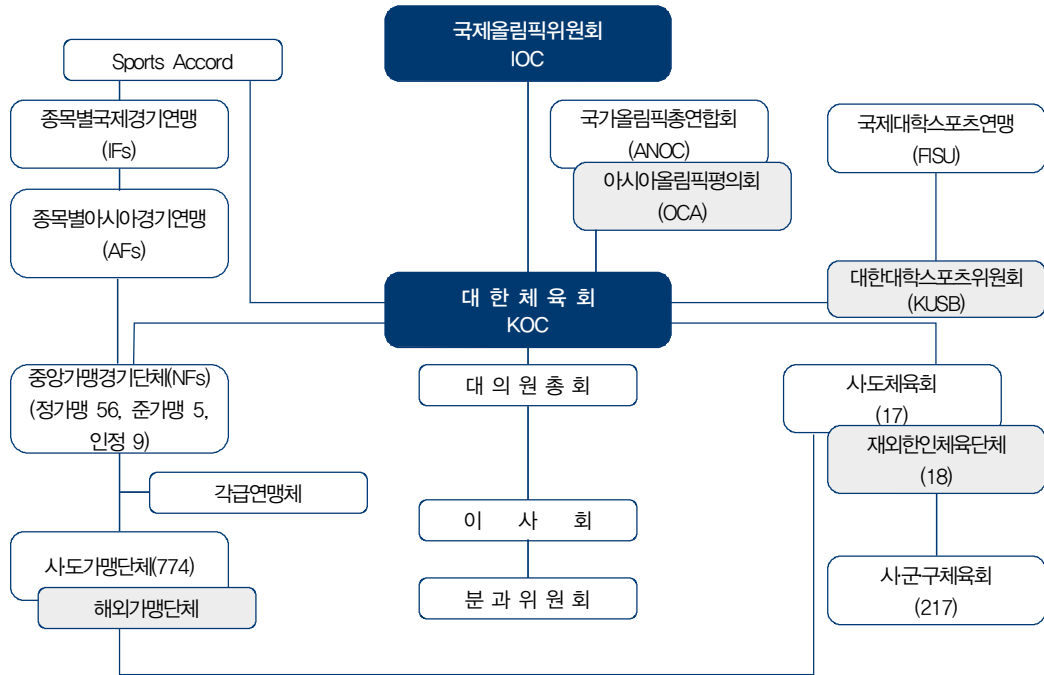 국제올림픽위원회
IOC
Sports Accord
종목별국제경기연맹
(IFs)
국가올림픽총연합회
(ANOC)
국제대학스포츠연맹
(FISU)
아시아올림픽평의회
(OCA)
종목별아시아경기연맹
(AFs)
대한체육회
KOC
대한대학스포츠위원회
(KUSB)
중앙가맹경기단체(NFs)
(정가맹 56, 준가맹 5,
인정 9)
대의원총회
사·도체육회
(17)
재외한인체육단체
(18)
각급연맹체
이 사 회
사·도가맹단체(774)
해외가맹단체
분과위원회
사·군·구체육회
(217)